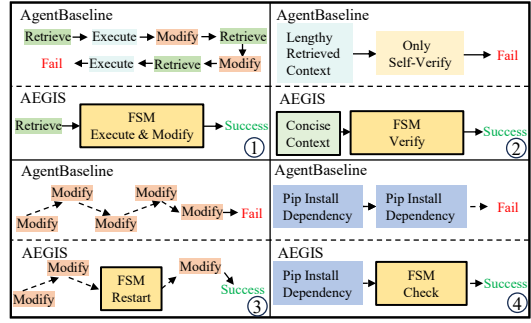 AgentBaseline
Retrieve Execute Modify Retrieve
Fail Execute Retrieve Modify
AEGIS
Retrieve
FSM
Execute & Modify
Success
①
AgentBaseline
Lengthy
Retrieved
Context
Only
Self-Verify
Fail
AEGIS
Concise
Context
FSM
Verify
Success
②
AgentBaseline
Modify
Modify
Modify
Modify
Modify
Fail
AEGIS
Modify
Modify
FSM
Restart
Modify
Success
③
AgentBaseline
Pip Install
Dependency
Pip Install
Dependency
Fail
AEGIS
Pip Install
Dependency
FSM
Check
Success
④